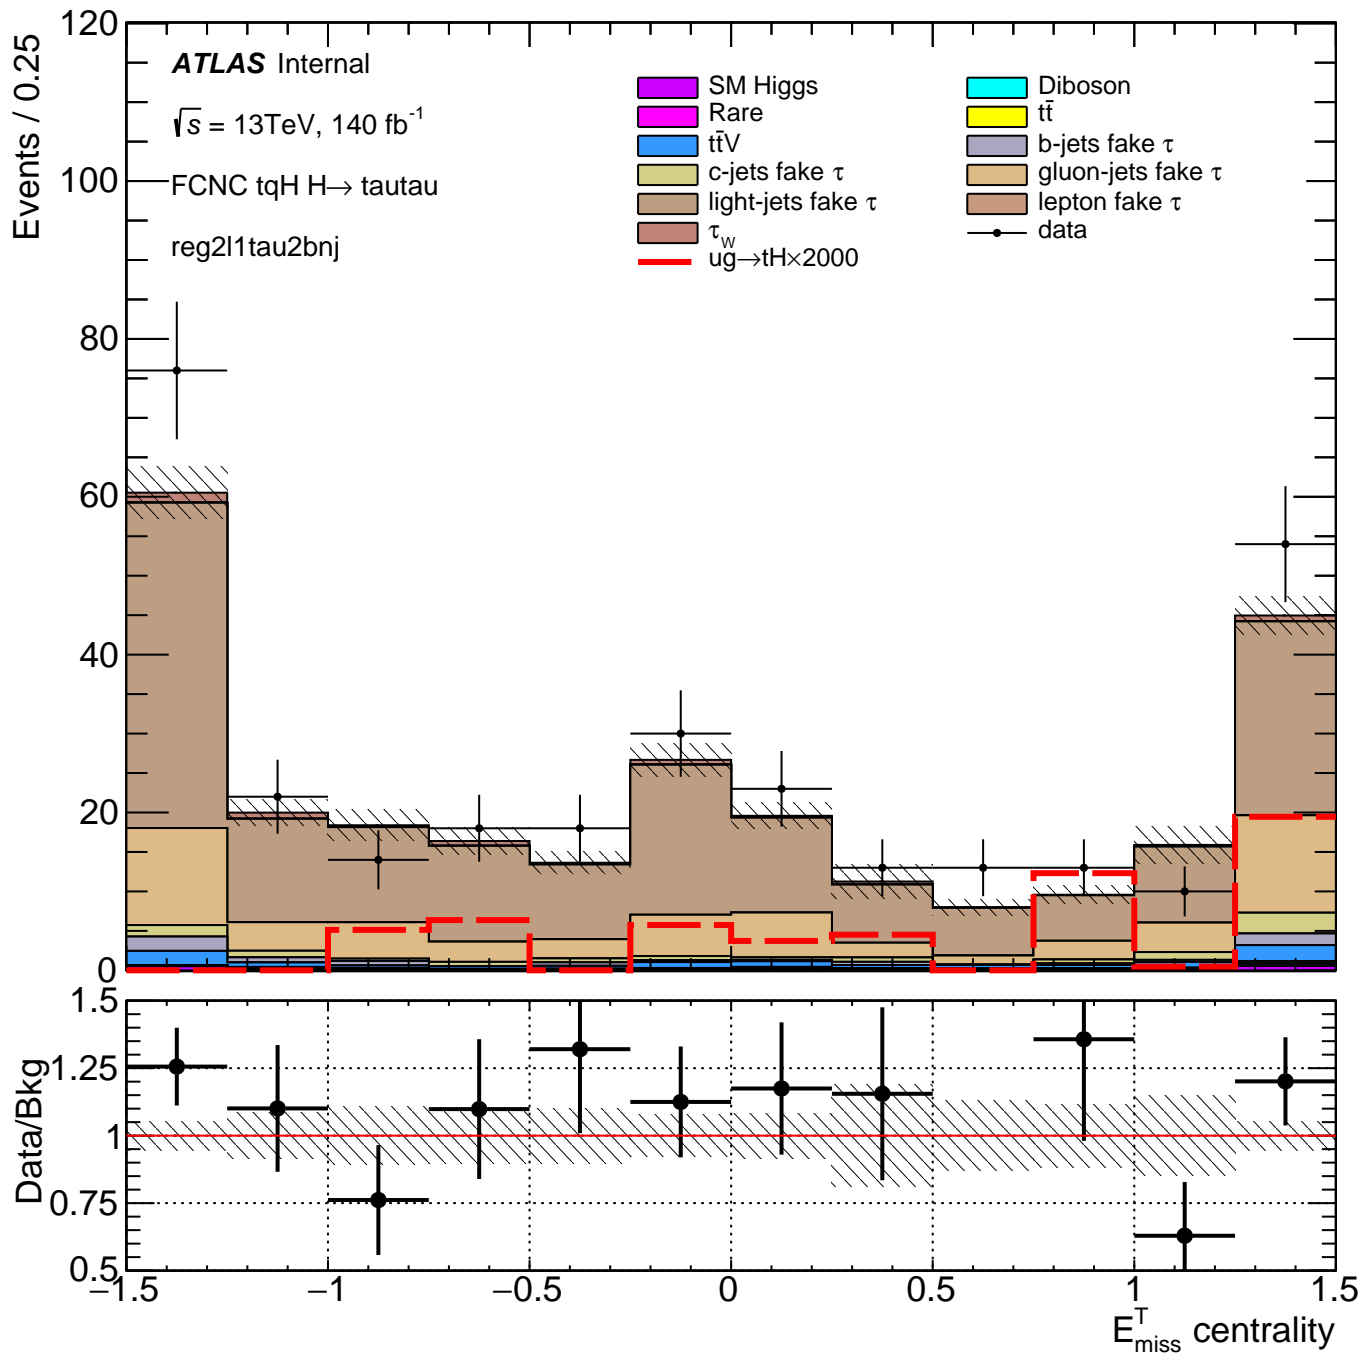 Events / 0.25
120
100
80
60
40
20
0
ATLAS Internal
√s = 13TeV, 140 fb⁻¹
FCNC tqH H→ tautau
reg2l1tau2bnj
SM Higgs
Rare
tt̄V
c-jets fake τ
light-jets fake τ
τ_W
ug→tH×2000
Diboson
tt̄
b-jets fake τ
gluon-jets fake τ
lepton fake τ
data
Data/Bkg
1.5
1.25
1
0.75
0.5
−1.5 −1 −0.5 0 0.5 1 1.5
E^T_miss centrality